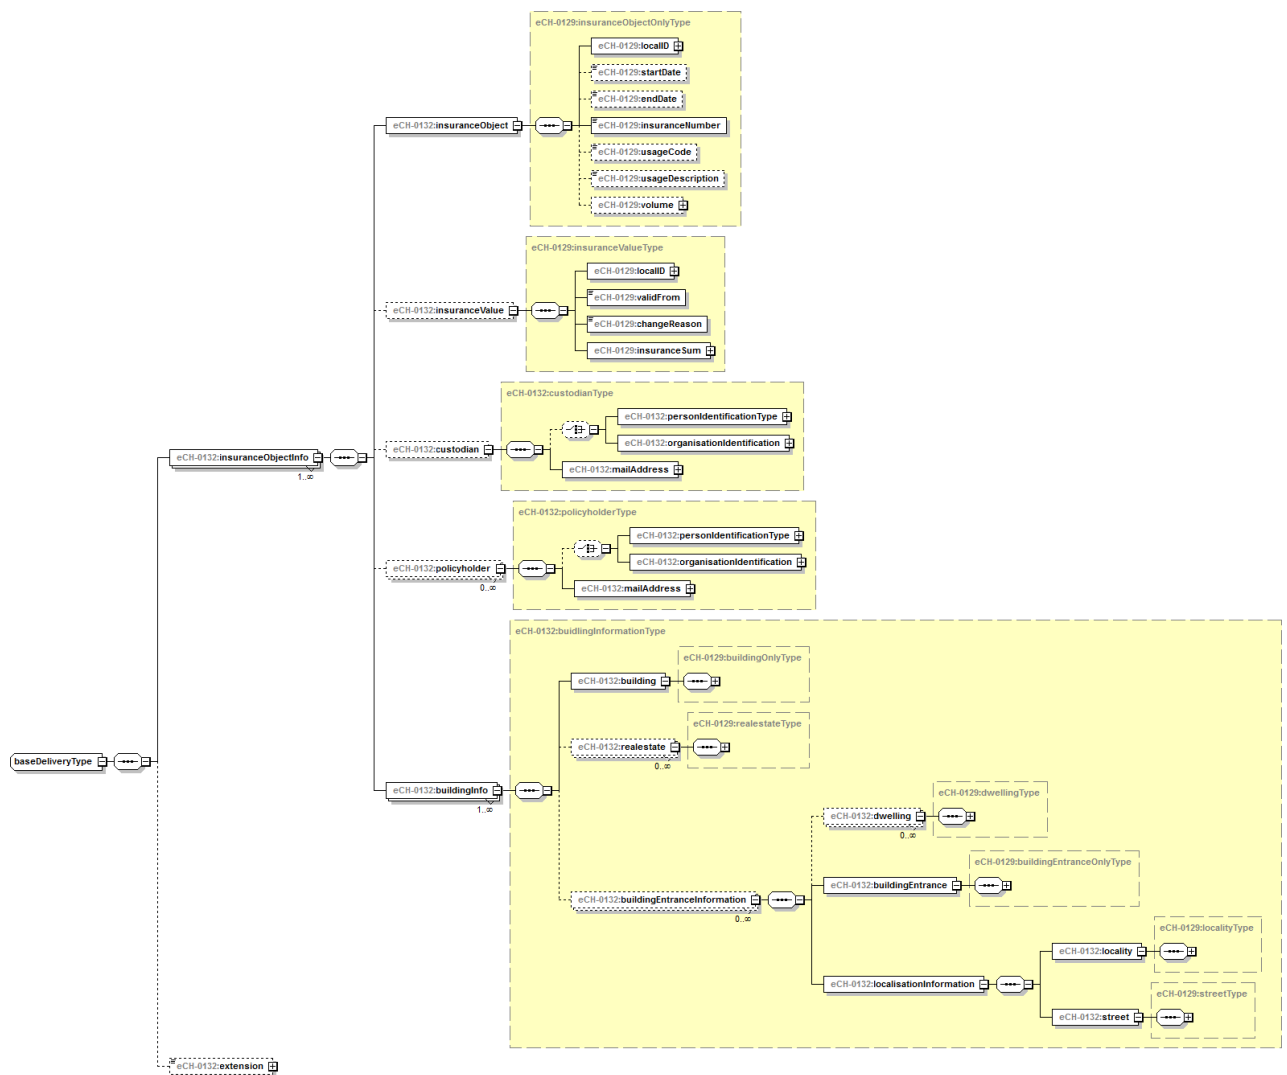 eCH-0129:insuranceObjectOnlyType
eCH-0129:localID
eCH-0129:startDate
eCH-0129:endDate
eCH-0132:insuranceObject
eCH-0129:insuranceNumber
eCH-0129:usageCode
eCH-0129:usageDescription
eCH-0129:volume
eCH-0129:insuranceValueType
eCH-0129:localID
eCH-0129:validFrom
eCH-0132:insuranceValue
eCH-0129:changeReason
eCH-0129:insuranceSum
eCH-0132:custodianType
eCH-0132:personIdentificationType
eCH-0132:organisationIdentification
eCH-0132:custodian
eCH-0132:mailAddress
eCH-0132:insuranceObjectInfo
1..∞
eCH-0132:policyholderType
eCH-0132:personIdentificationType
eCH-0132:organisationIdentification
eCH-0132:policyholder
0..∞
eCH-0132:mailAddress
eCH-0132:buidlingInformationType
eCH-0129:buildingOnlyType
eCH-0132:building
eCH-0129:realestateType
eCH-0132:realestate
0..∞
baseDeliveryType
eCH-0132:buildingInfo
1..∞
eCH-0129:dwellingType
eCH-0132:dwelling
0..∞
eCH-0129:buildingEntranceOnlyType
eCH-0132:buildingEntrance
eCH-0132:buildingEntranceInformation
0..∞
eCH-0129:localityType
eCH-0132:locality
eCH-0132:localisationInformation
eCH-0129:streetType
eCH-0132:street
eCH-0132:extension